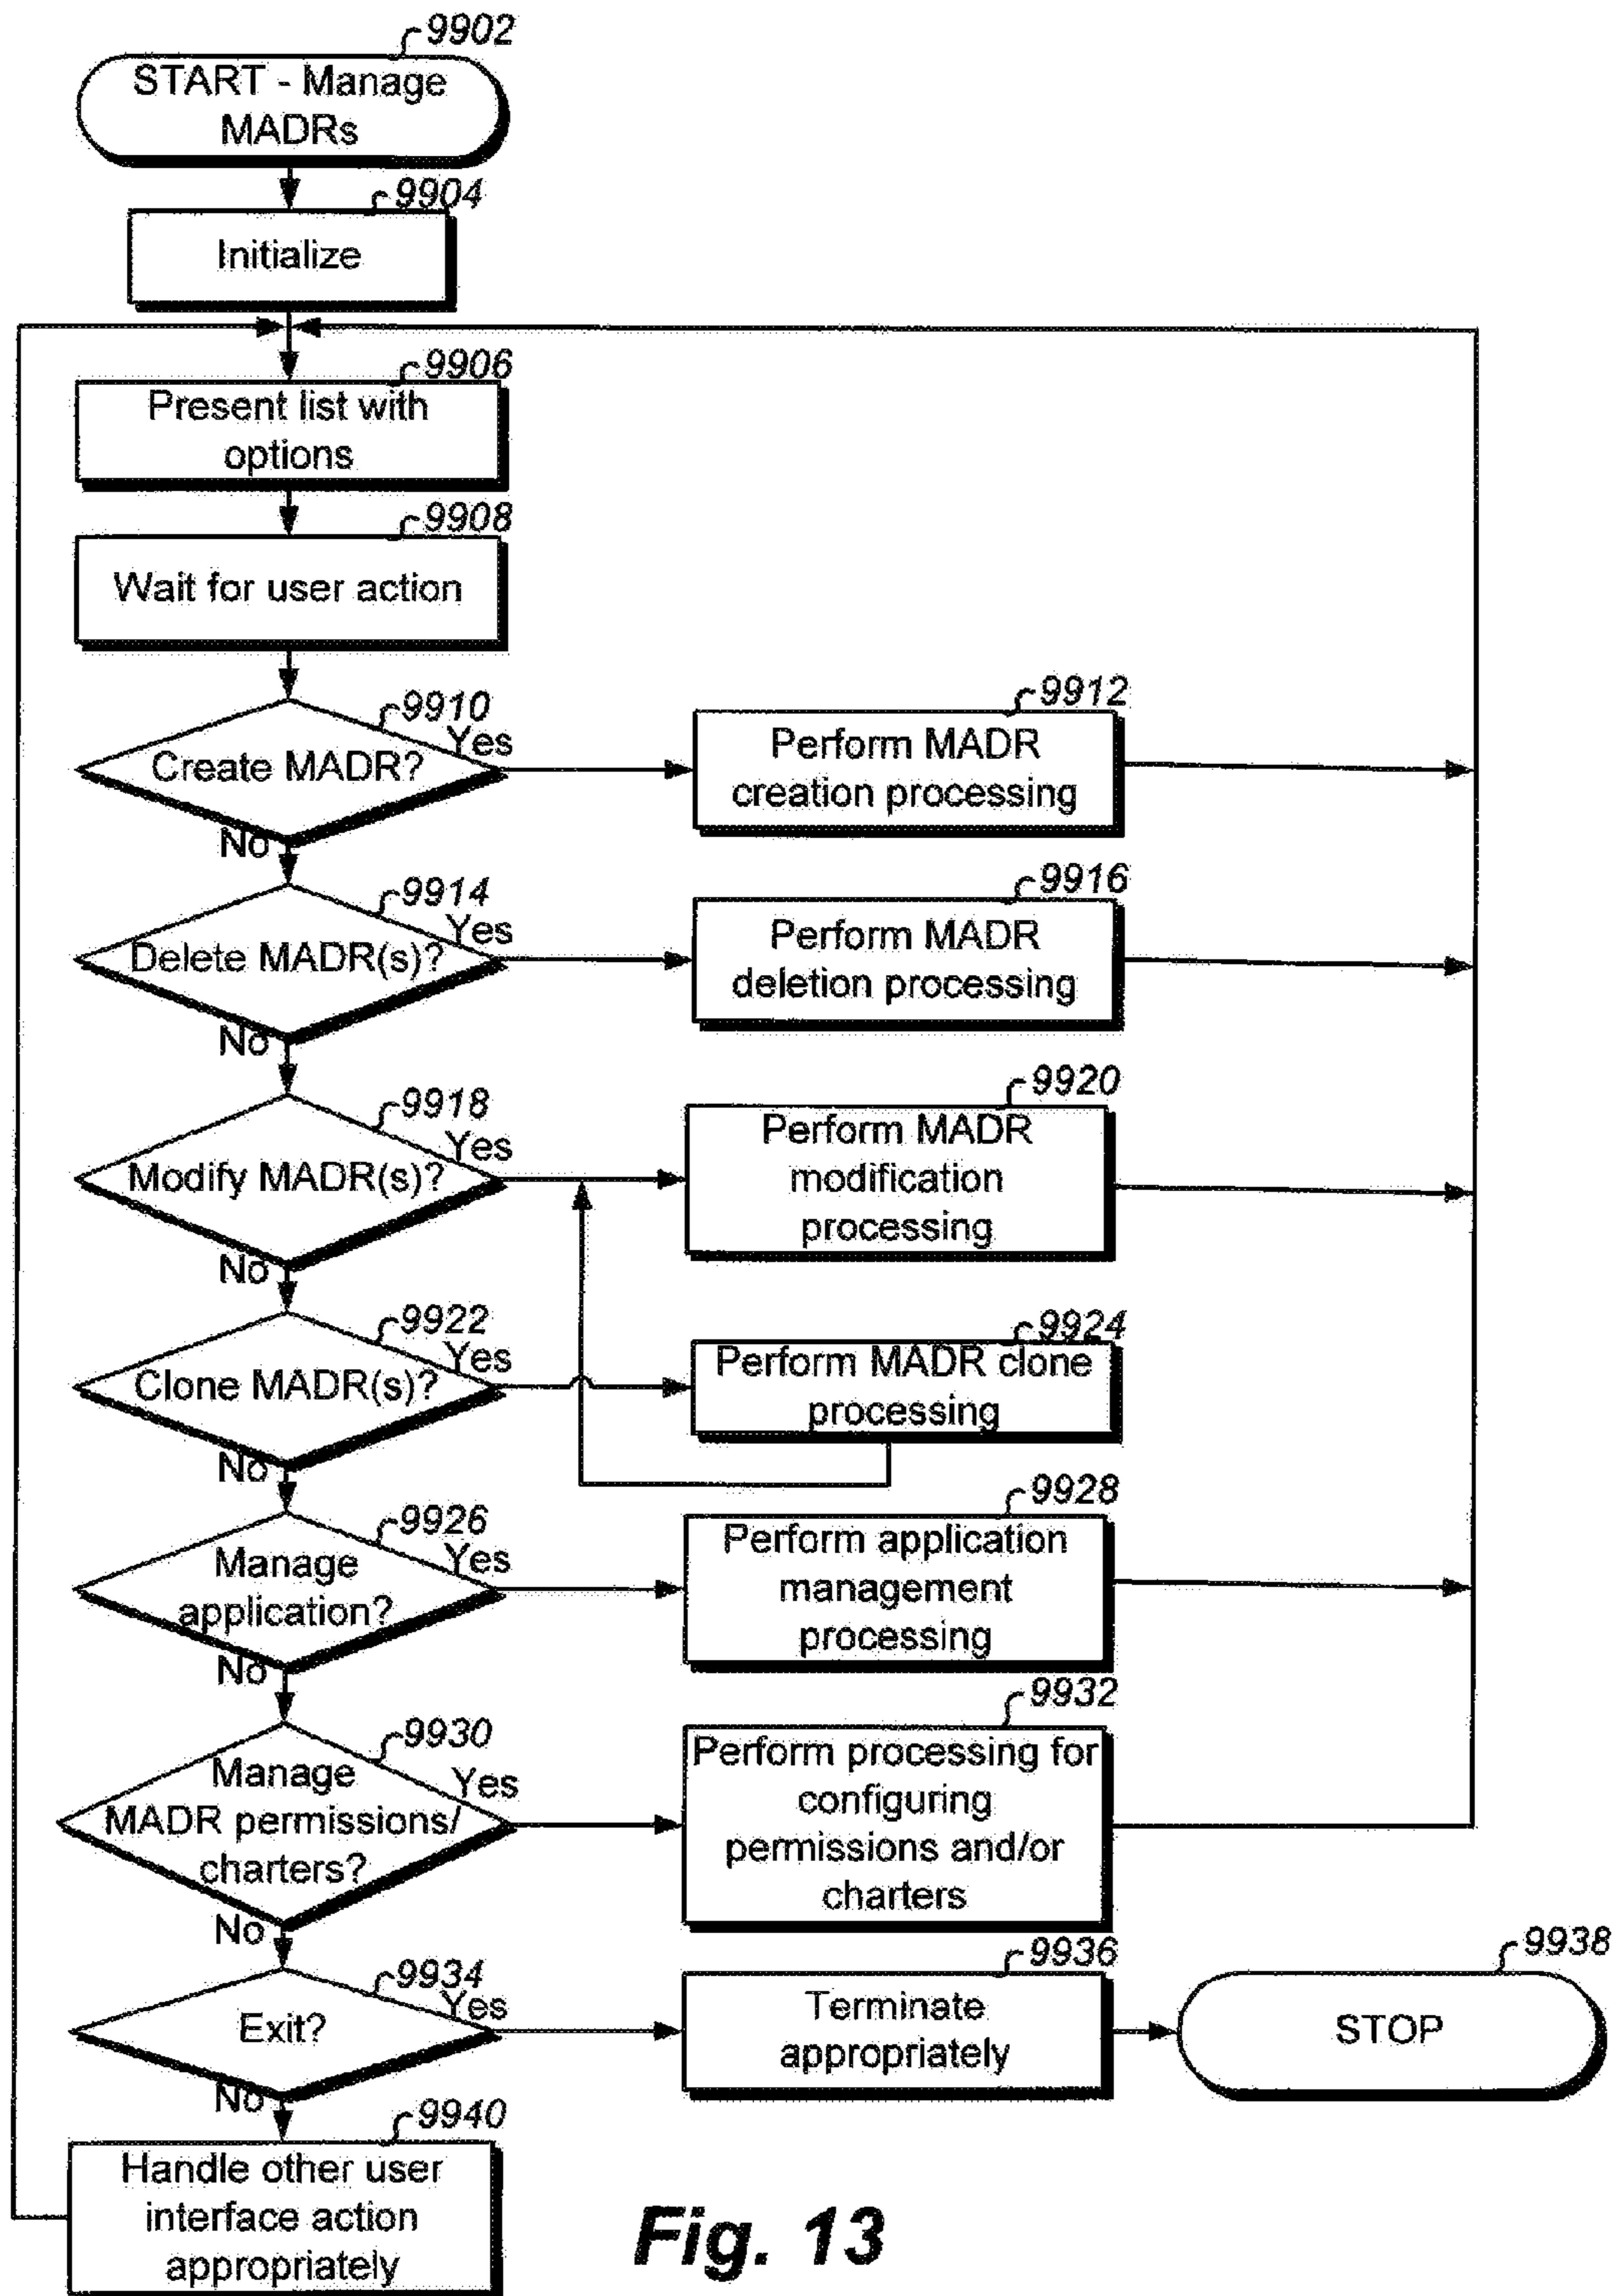 9902
START - Manage
MADRs
9904
Initialize
9906
Present list with
options
9908
Wait for user action
9910
Create MADR?
Yes
No
9912
Perform MADR
creation processing
9914
Delete MADR(s)?
Yes
No
9916
Perform MADR
deletion processing
9918
Modify MADR(s)?
Yes
No
9920
Perform MADR
modification
processing
9922
Clone MADR(s)?
Yes
No
9924
Perform MADR clone
processing
9926
Manage
application?
Yes
No
9928
Perform application
management
processing
9930
Manage
MADR permissions/
charters?
Yes
No
9932
Perform processing for
configuring
permissions and/or
charters
9934
Exit?
Yes
No
9936
Terminate
appropriately
9938
STOP
9940
Handle other user
interface action
appropriately
Fig. 13